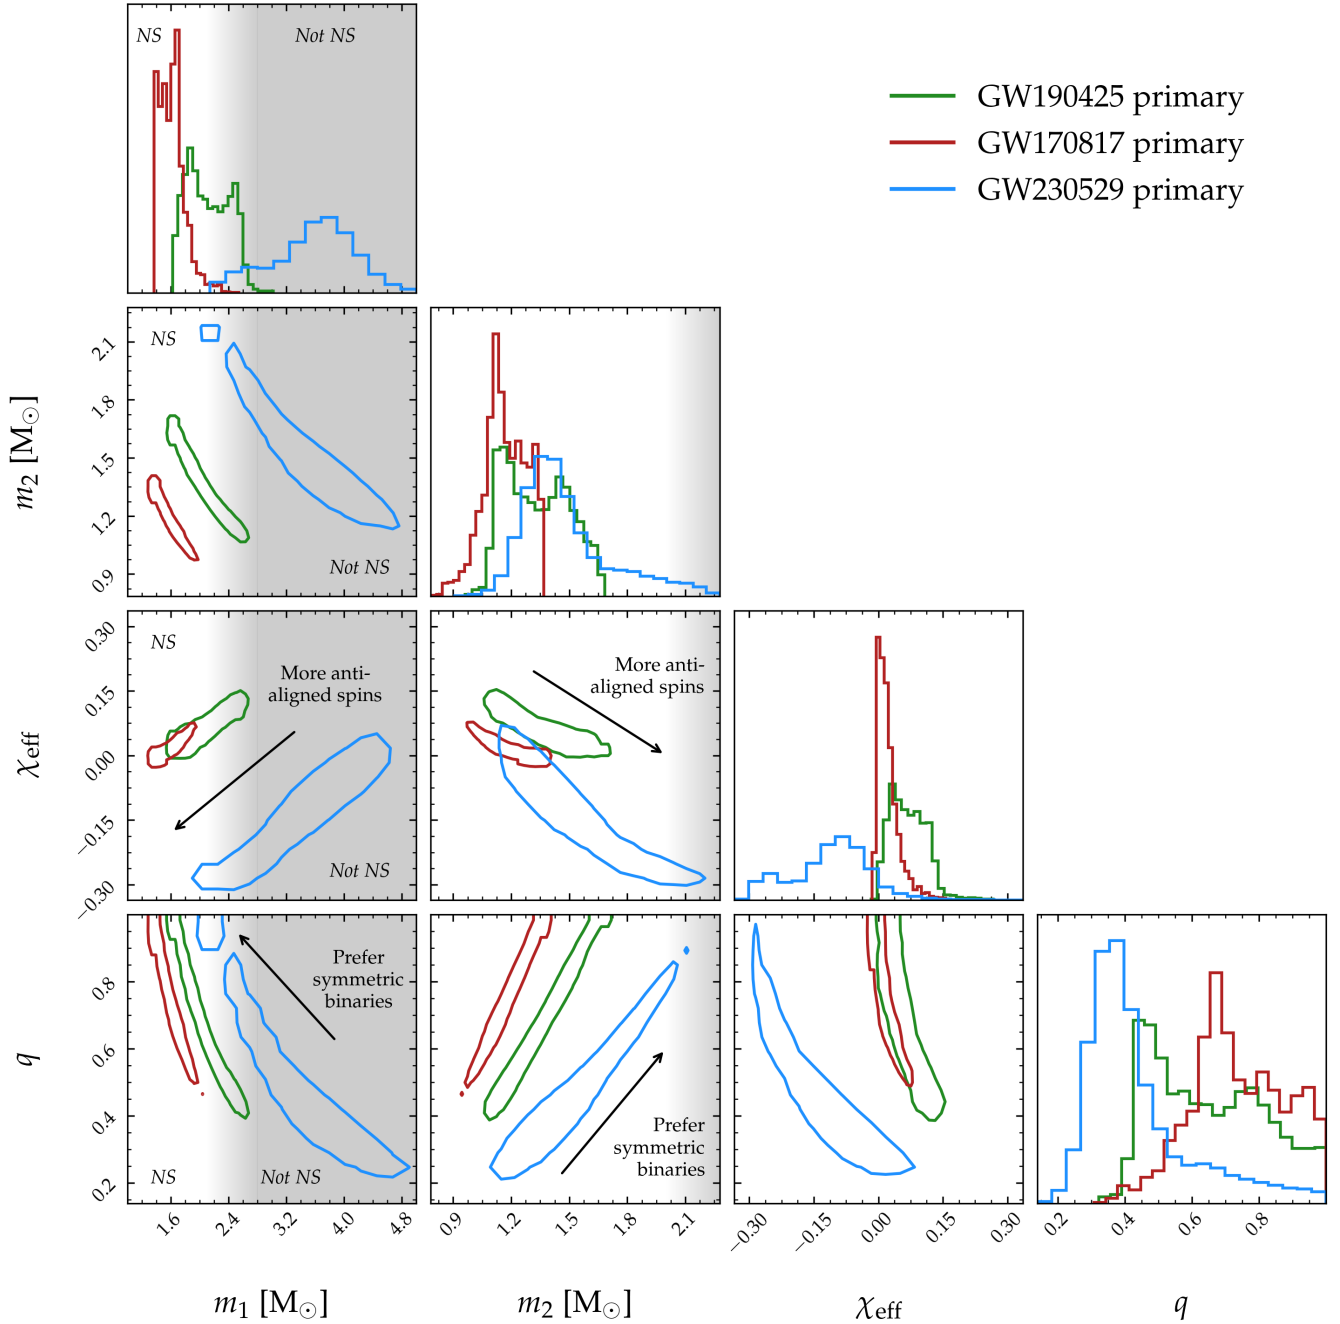 NS
Not NS
GW190425 primary
GW170817 primary
GW230529 primary
m₂ [M☉]
2.1
1.8
1.5
1.2
0.9
NS
Not NS
χeff
0.30
0.15
0.00
−0.15
−0.30
NS
More anti-
aligned spins
Not NS
More anti-
aligned spins
q
0.8
0.6
0.4
0.2
Prefer
symmetric
binaries
NS
Not NS
Prefer
symmetric
binaries
1.6
2.4
3.2
4.0
4.8
0.9
1.2
1.5
1.8
2.1
−0.30
−0.15
0.00
0.15
0.30
0.2
0.4
0.6
0.8
m₁ [M☉]
m₂ [M☉]
χeff
q